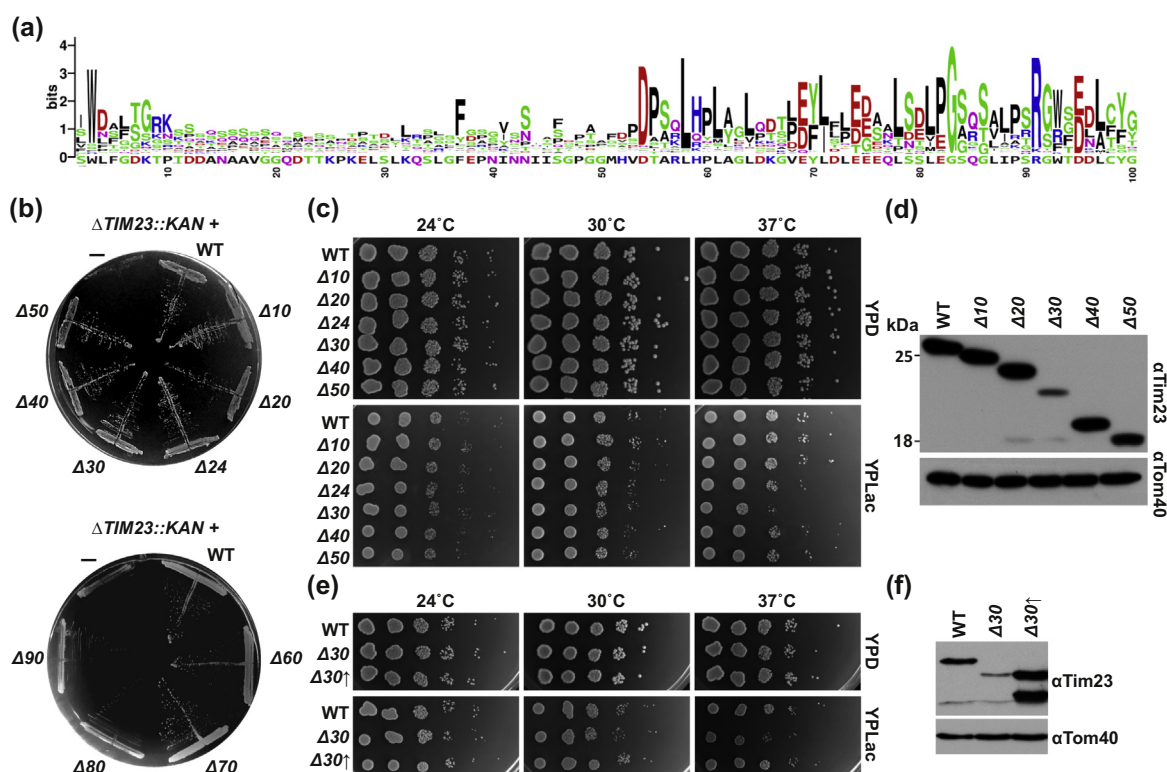 (a)
bits
4
3
2
1
0
SWLFGDKTPTDDANAAVGGQDTTKPKELSLKQSLGFEPNINNIISGPGGMHVDTARLHPLAGLDKGVEYLDLEEEQLSSLEGSQGLIPSRGWTDDLCYG
10 20 30 40 50 60 70 80 90 100
(b)
ΔTIM23::KAN +
– WT
Δ50 Δ10
Δ40 Δ20
Δ30 Δ24
ΔTIM23::KAN +
– WT
Δ90 Δ60
Δ80 Δ70
(c)
24˚C 30˚C 37˚C
WT
Δ10
Δ20
Δ24
Δ30
Δ40
Δ50
YPD
WT
Δ10
Δ20
Δ24
Δ30
Δ40
Δ50
YPLac
(d)
WT Δ10 Δ20 Δ30 Δ40 Δ50
kDa
25
18
αTim23
αTom40
(e)
24˚C 30˚C 37˚C
WT
Δ30
Δ30↑
YPD
WT
Δ30
Δ30↑
YPLac
(f)
WT Δ30 Δ30↑
αTim23
αTom40